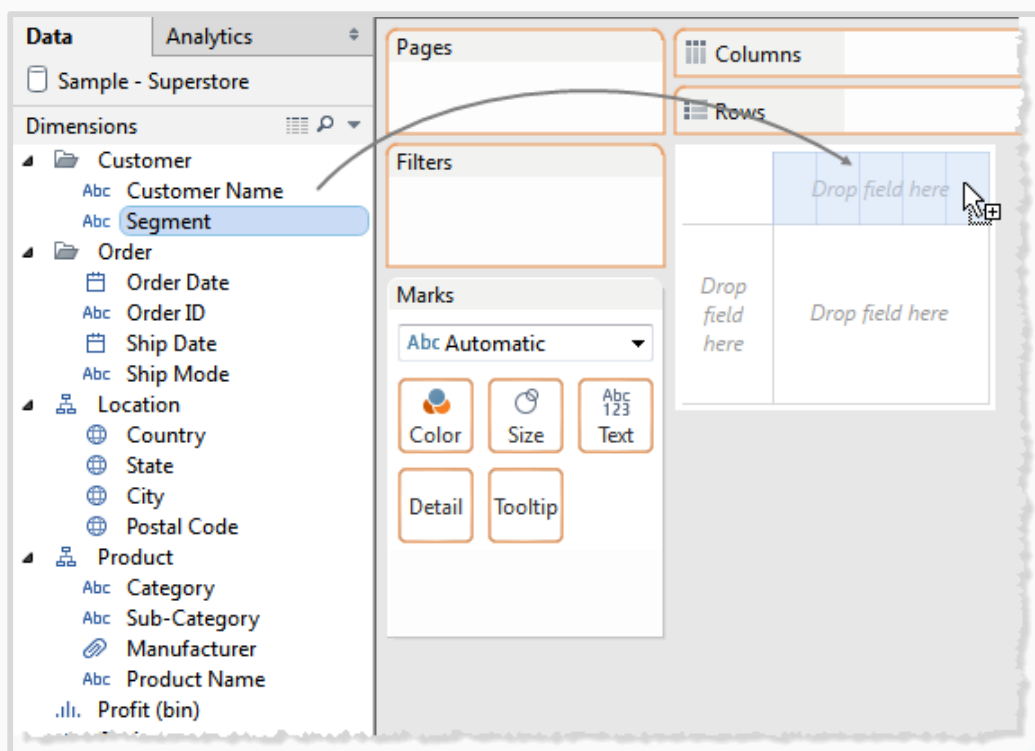 Data
Analytics
Sample - Superstore
Dimensions
Customer
Abc Customer Name
Abc Segment
Order
Order Date
Abc Order ID
Ship Date
Abc Ship Mode
Location
Country
State
City
Postal Code
Product
Abc Category
Abc Sub-Category
Manufacturer
Abc Product Name
Profit (bin)
Pages
Filters
Marks
Abc Automatic
Color
Size
Abc
123
Text
Detail
Tooltip
Columns
Rows
Drop field here
Drop
field
here
Drop field here